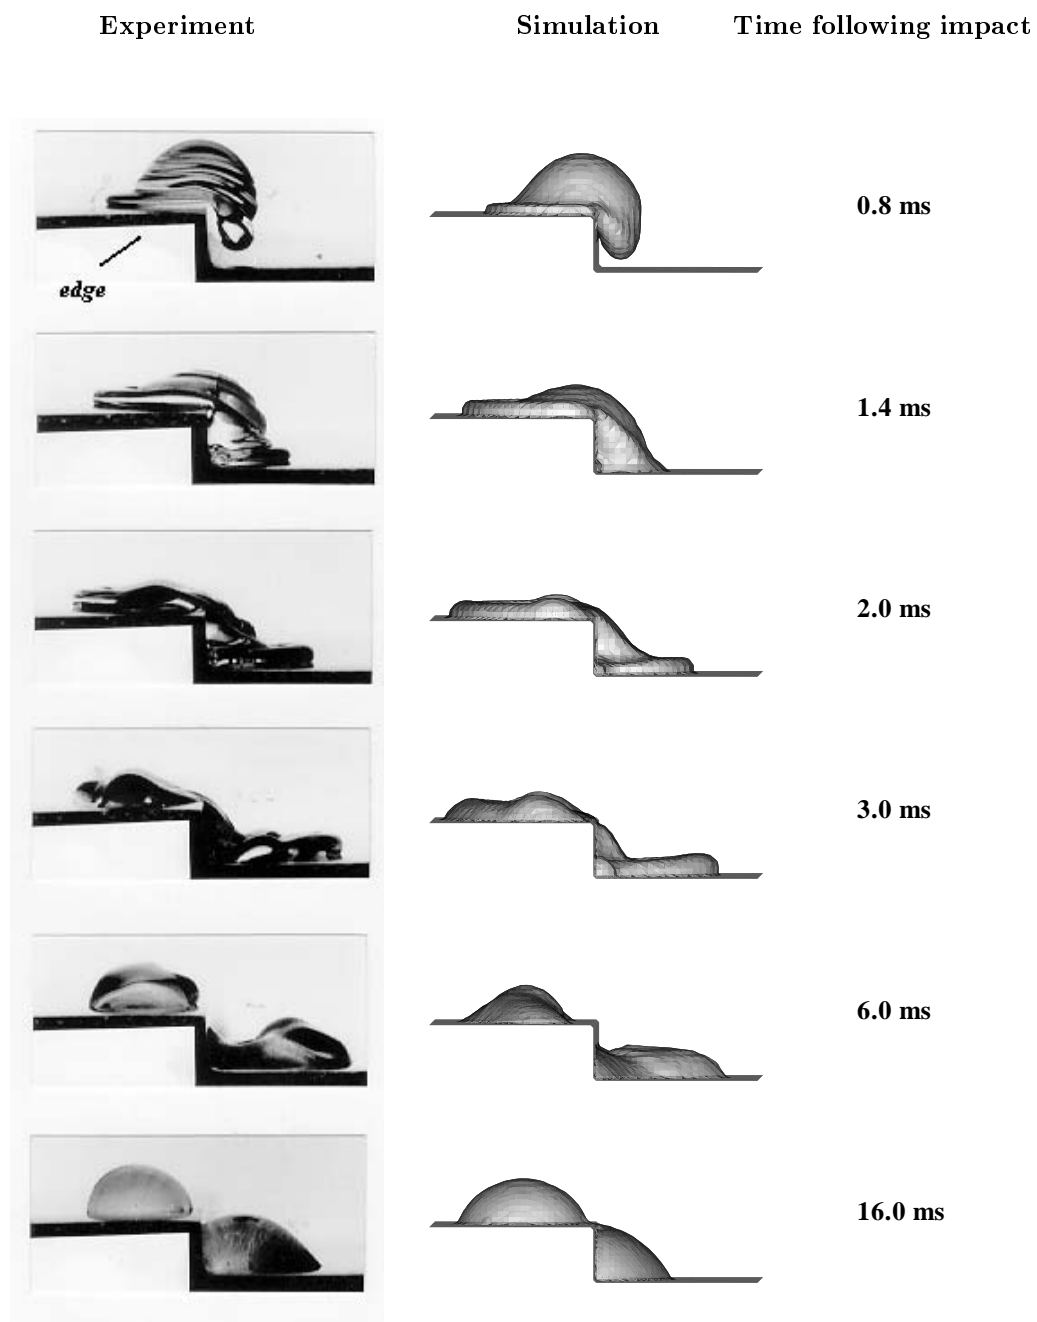 Experiment Simulation Time following impact
0.8 ms
edge
1.4 ms
2.0 ms
3.0 ms
6.0 ms
16.0 ms